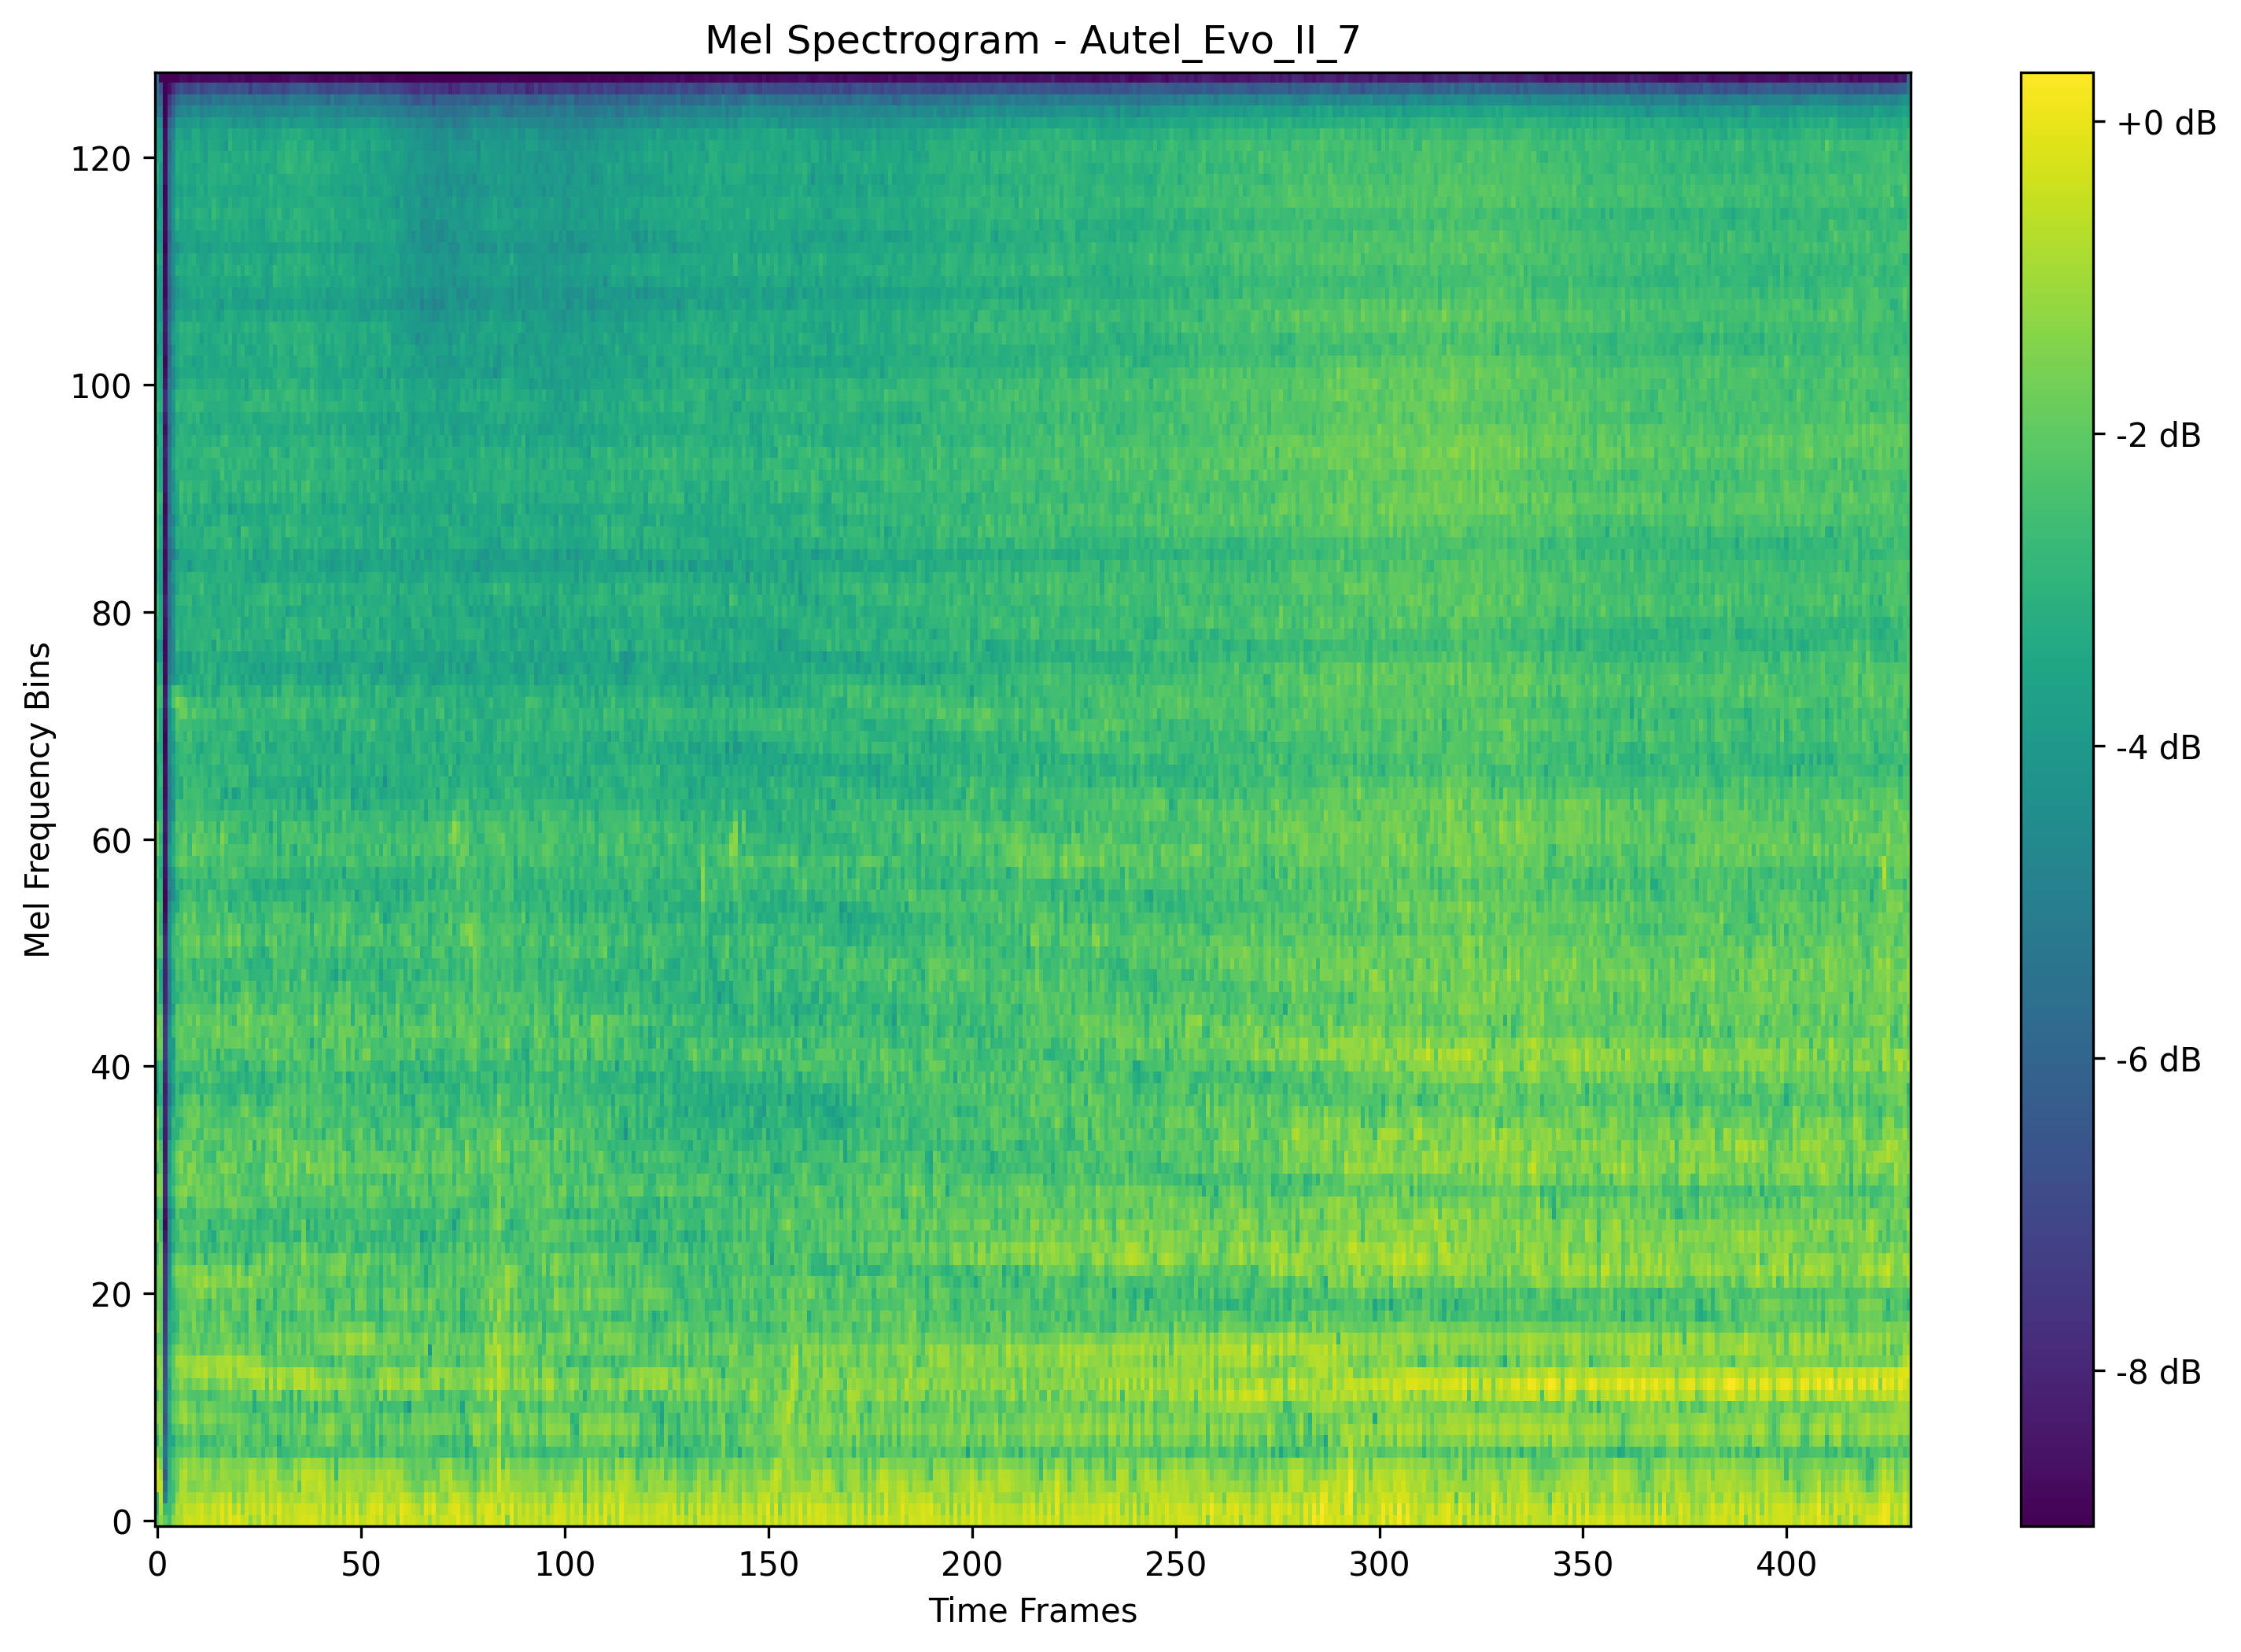 Mel Spectrogram - Autel_Evo_II_7
Mel Frequency Bins
120
100
80
60
40
20
0
0 50 100 150 200 250 300 350 400
Time Frames
+0 dB
-2 dB
-4 dB
-6 dB
-8 dB